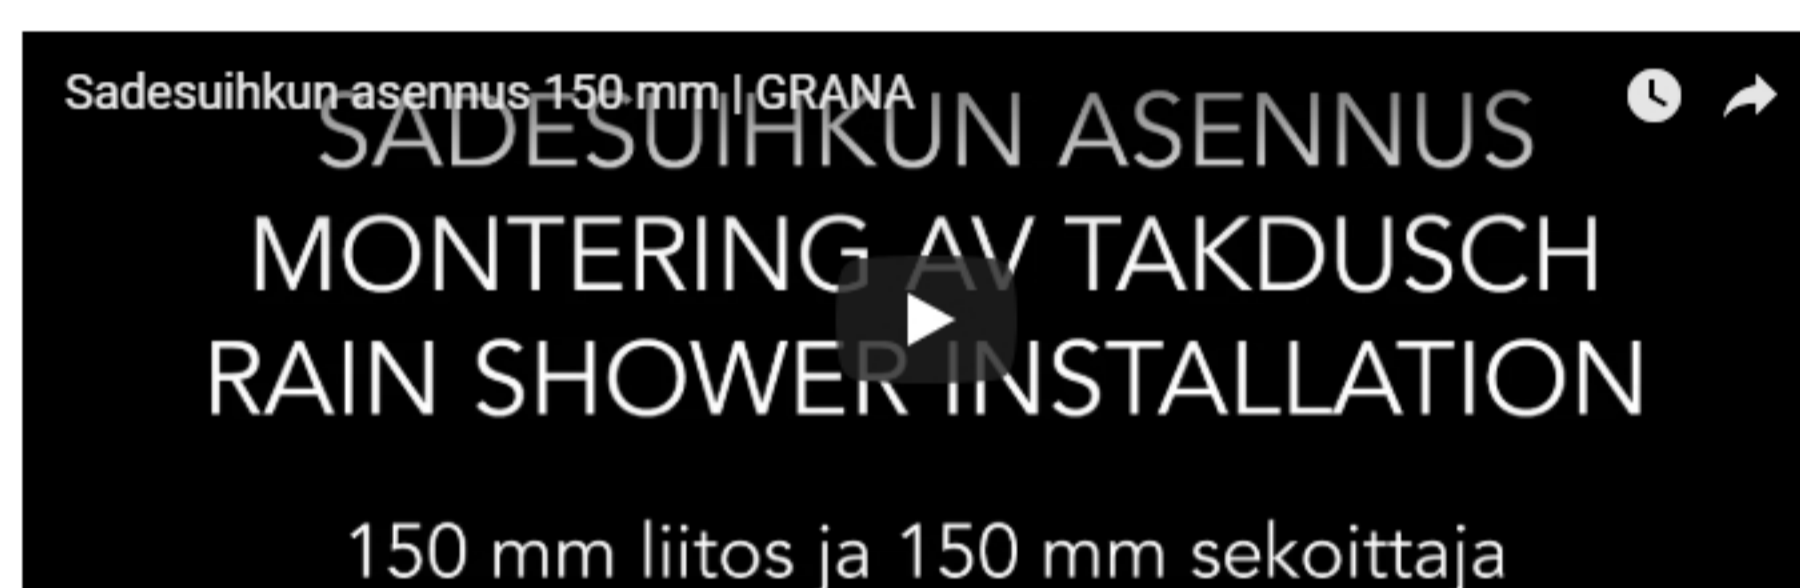 Sadesuihkun asennus 150 mm | GRANA
SADESUIHKUN ASENNUS
MONTERING AV TAKDUSCH
RAIN SHOWER INSTALLATION
150 mm liitos ja 150 mm sekoittaja